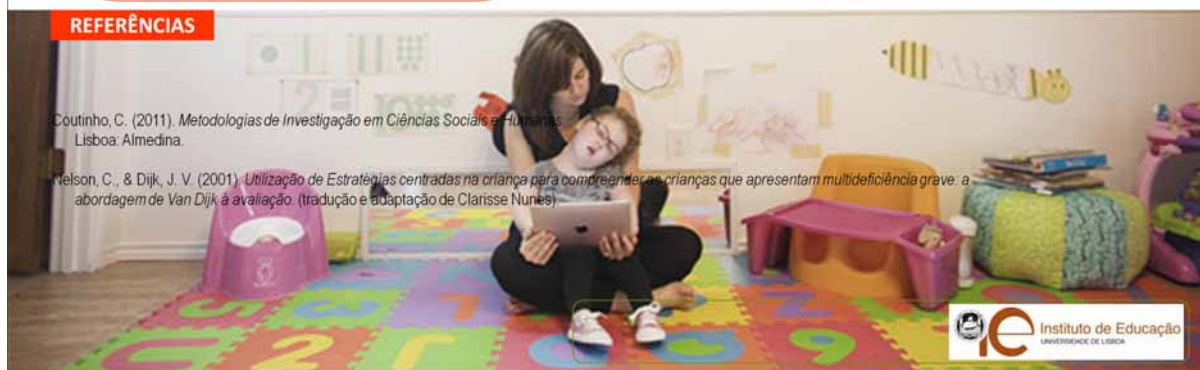 REFERÊNCIAS
Coutinho, C. (2011). Metodologias de Investigação em Ciências Sociais e Humanas.
Lisboa: Almedina.
Nelson, C., & Dijk, J. V. (2001). Utilização de Estratégias centradas na criança para compreender as crianças que apresentam multideficiência grave: a
abordagem de Van Dijk à avaliação. (tradução e adaptação de Clarisse Nunes).
ie Instituto de Educação
UNIVERSIDADE DE LISBOA